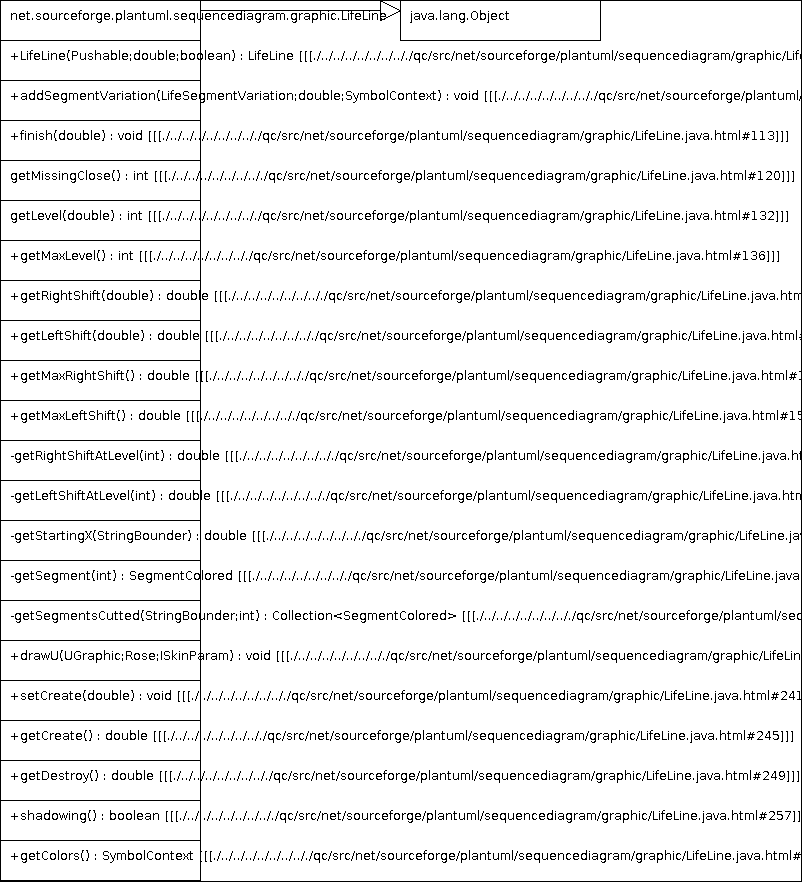 net.sourceforge.plantuml.sequencediagram.graphic.LifeLine
java.lang.Object
+LifeLine(Pushable;double;boolean) : LifeLine [[[./../../../../../../../qc/src/net/sourceforge/plantuml/sequencediagram/graphic/Life
+addSegmentVariation(LifeSegmentVariation;double;SymbolContext) : void [[[./../../../../../../../qc/src/net/sourceforge/plantuml/
+finish(double) : void [[[./../../../../../../../qc/src/net/sourceforge/plantuml/sequencediagram/graphic/LifeLine.java.html#113]]]
getMissingClose() : int [[[./../../../../../../../qc/src/net/sourceforge/plantuml/sequencediagram/graphic/LifeLine.java.html#120]]]
getLevel(double) : int [[[./../../../../../../../qc/src/net/sourceforge/plantuml/sequencediagram/graphic/LifeLine.java.html#132]]]
+getMaxLevel() : int [[[./../../../../../../../qc/src/net/sourceforge/plantuml/sequencediagram/graphic/LifeLine.java.html#136]]]
+getRightShift(double) : double [[[./../../../../../../../qc/src/net/sourceforge/plantuml/sequencediagram/graphic/LifeLine.java.htm
+getLeftShift(double) : double [[[./../../../../../../../qc/src/net/sourceforge/plantuml/sequencediagram/graphic/LifeLine.java.html#
+getMaxRightShift() : double [[[./../../../../../../../qc/src/net/sourceforge/plantuml/sequencediagram/graphic/LifeLine.java.html#1
+getMaxLeftShift() : double [[[./../../../../../../../qc/src/net/sourceforge/plantuml/sequencediagram/graphic/LifeLine.java.html#15
-getRightShiftAtLevel(int) : double [[[./../../../../../../../qc/src/net/sourceforge/plantuml/sequencediagram/graphic/LifeLine.java.ht
-getLeftShiftAtLevel(int) : double [[[./../../../../../../../qc/src/net/sourceforge/plantuml/sequencediagram/graphic/LifeLine.java.htm
-getStartingX(StringBounder) : double [[[./../../../../../../../qc/src/net/sourceforge/plantuml/sequencediagram/graphic/LifeLine.jav
-getSegment(int) : SegmentColored [[[./../../../../../../../qc/src/net/sourceforge/plantuml/sequencediagram/graphic/LifeLine.java
-getSegmentsCutted(StringBounder;int) : Collection<SegmentColored> [[[./../../../../../../../qc/src/net/sourceforge/plantuml/seq
+drawU(UGraphic;Rose;ISkinParam) : void [[[./../../../../../../../qc/src/net/sourceforge/plantuml/sequencediagram/graphic/LifeLin
+setCreate(double) : void [[[./../../../../../../../qc/src/net/sourceforge/plantuml/sequencediagram/graphic/LifeLine.java.html#241
+getCreate() : double [[[./../../../../../../../qc/src/net/sourceforge/plantuml/sequencediagram/graphic/LifeLine.java.html#245]]]
+getDestroy() : double [[[./../../../../../../../qc/src/net/sourceforge/plantuml/sequencediagram/graphic/LifeLine.java.html#249]]]
+shadowing() : boolean [[[./../../../../../../../qc/src/net/sourceforge/plantuml/sequencediagram/graphic/LifeLine.java.html#257]]
+getColors() : SymbolContext [[[./../../../../../../../qc/src/net/sourceforge/plantuml/sequencediagram/graphic/LifeLine.java.html#